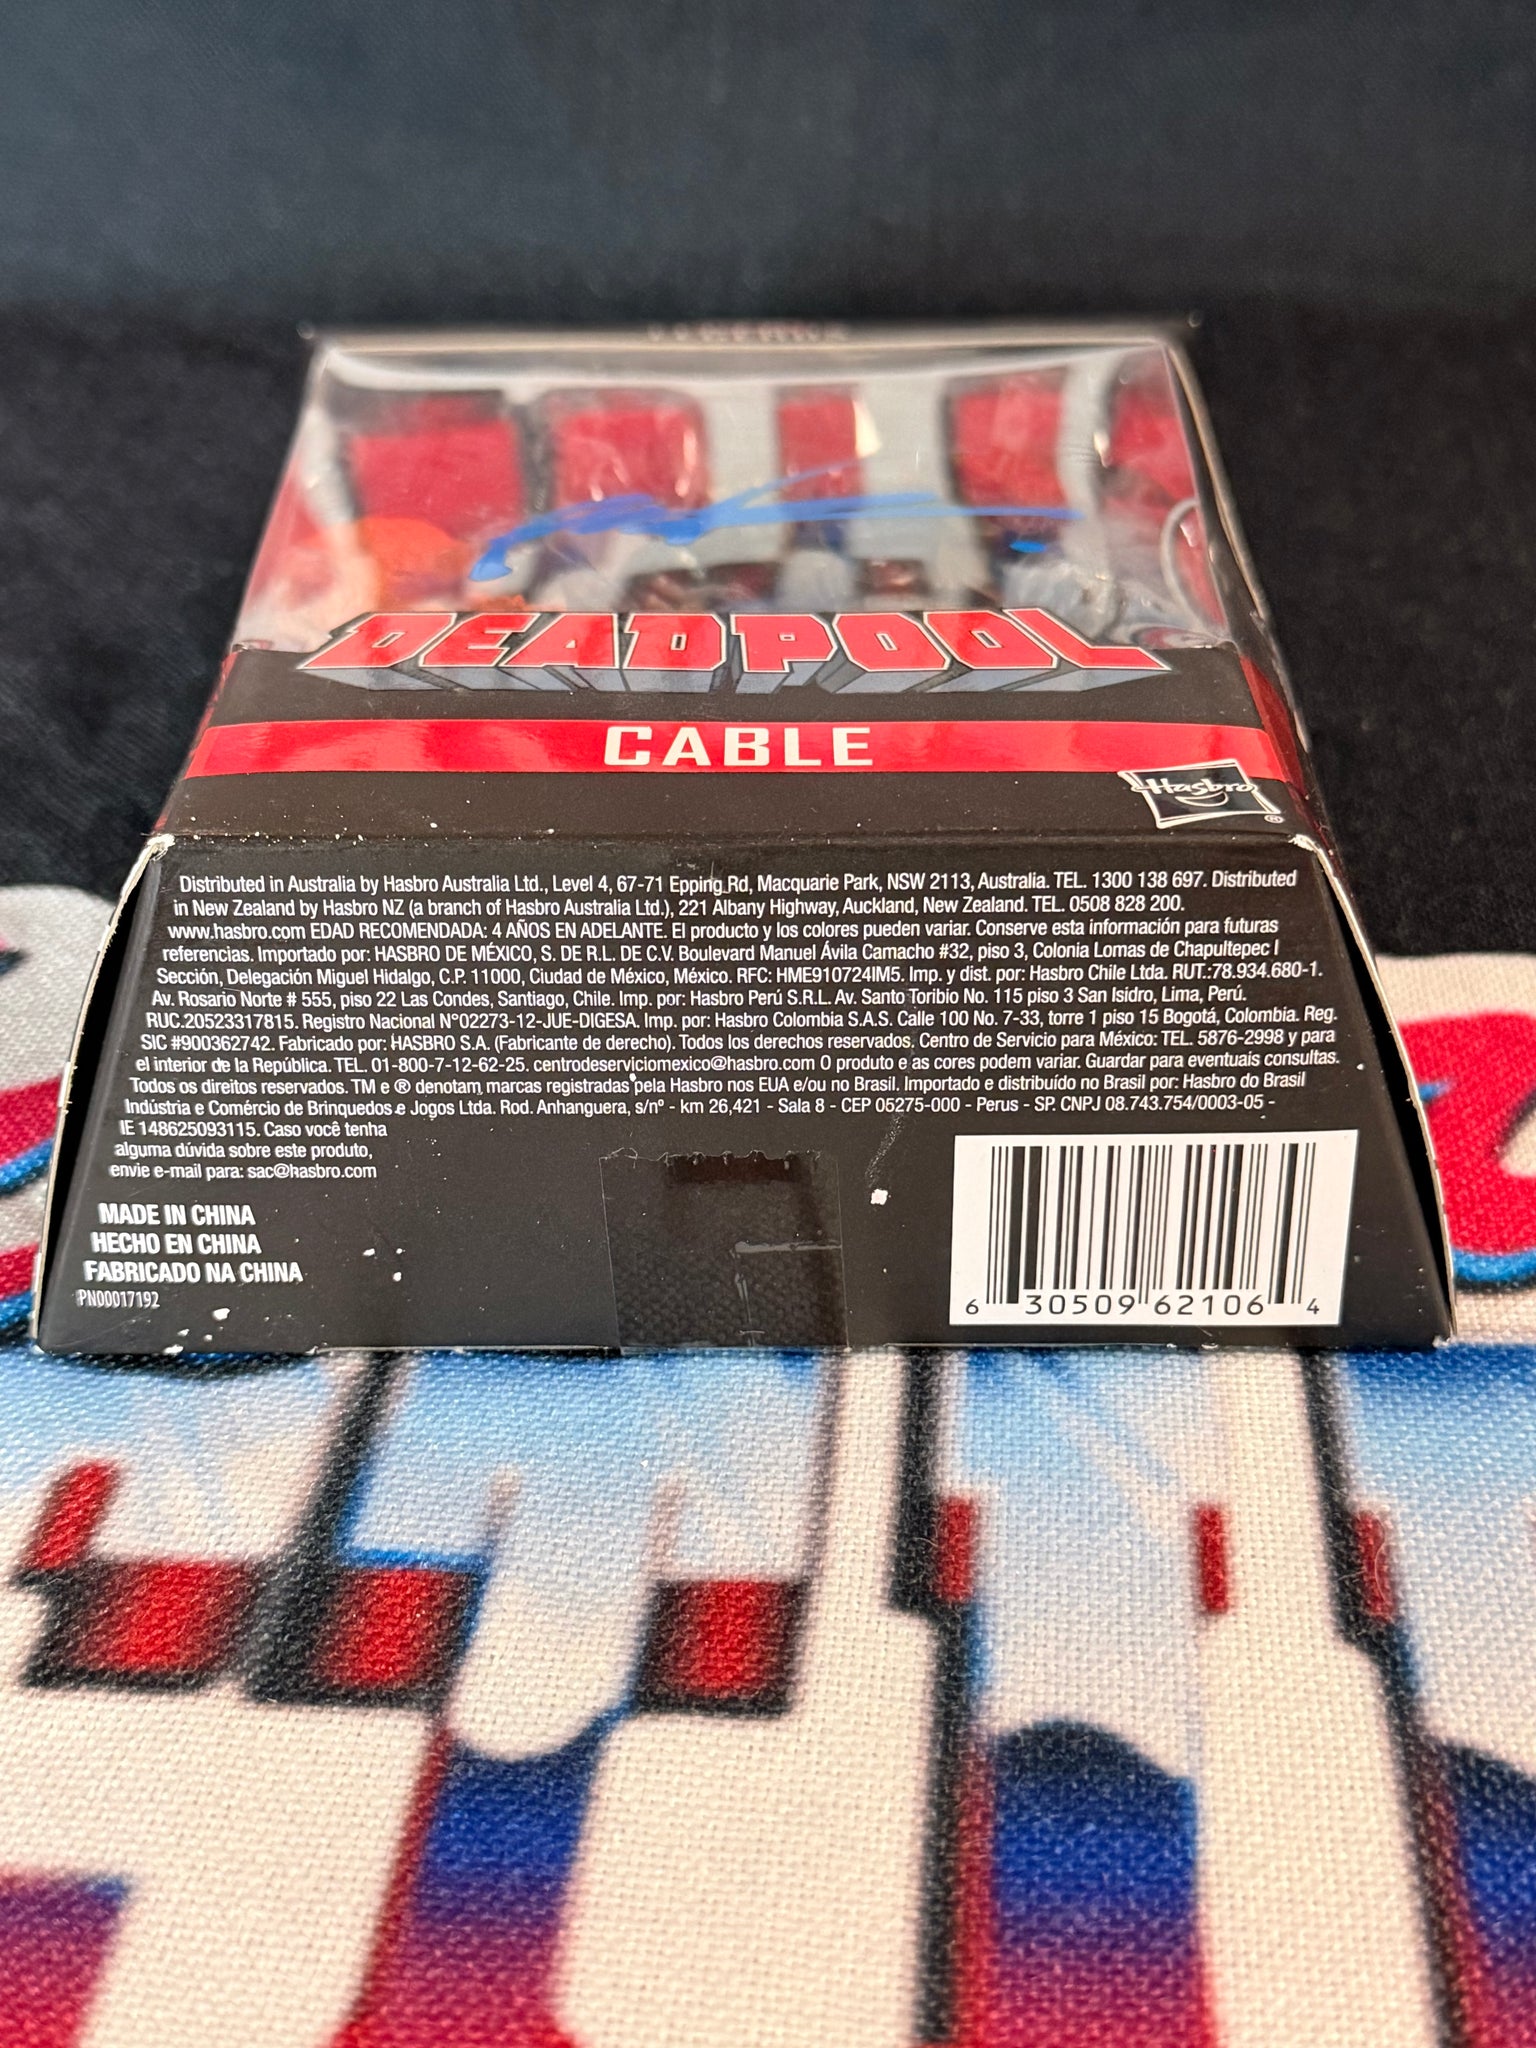 DEADPOOL
CABLE
Hasbro
®
Distributed in Australia by Hasbro Australia Ltd., Level 4, 67-71 Epping Rd, Macquarie Park, NSW 2113, Australia. TEL. 1300 138 697. Distributed
in New Zealand by Hasbro NZ (a branch of Hasbro Australia Ltd.), 221 Albany Highway, Auckland, New Zealand. TEL. 0508 828 200.
www.hasbro.com EDAD RECOMENDADA: 4 AÑOS EN ADELANTE. El producto y los colores pueden variar. Conserve esta información para futuras
referencias. Importado por: HASBRO DE MÉXICO, S. DE R.L. DE C.V. Boulevard Manuel Ávila Camacho #32, piso 3, Colonia Lomas de Chapultepec I
Sección, Delegación Miguel Hidalgo, C.P. 11000, Ciudad de México, México. RFC: HME910724IM5. Imp. y dist. por: Hasbro Chile Ltda. RUT.:78.934.680-1.
Av. Rosario Norte # 555, piso 22 Las Condes, Santiago, Chile. Imp. por: Hasbro Perú S.R.L. Av. Santo Toribio No. 115 piso 3 San Isidro, Lima, Perú.
RUC.20523317815. Registro Nacional N°02273-12-JUE-DIGESA. Imp. por: Hasbro Colombia S.A.S. Calle 100 No. 7-33, torre 1 piso 15 Bogotá, Colombia. Reg.
SIC #900362742. Fabricado por: HASBRO S.A. (Fabricante de derecho). Todos los derechos reservados. Centro de Servicio para México: TEL. 5876-2998 y para
el interior de la República. TEL. 01-800-7-12-62-25. centrodeserviciomexico@hasbro.com O produto e as cores podem variar. Guardar para eventuais consultas.
Todos os direitos reservados. TM e ® denotam marcas registradas pela Hasbro nos EUA e/ou no Brasil. Importado e distribuído no Brasil por: Hasbro do Brasil
Indústria e Comércio de Brinquedos e Jogos Ltda. Rod. Anhanguera, s/nº - km 26,421 - Sala 8 - CEP 05275-000 - Perus - SP. CNPJ 08.743.754/0003-05 -
IE 148625093115. Caso você tenha
alguma dúvida sobre este produto,
envie e-mail para: sac@hasbro.com
MADE IN CHINA
HECHO EN CHINA
FABRICADO NA CHINA
PN00017192
6 30509 62106 4